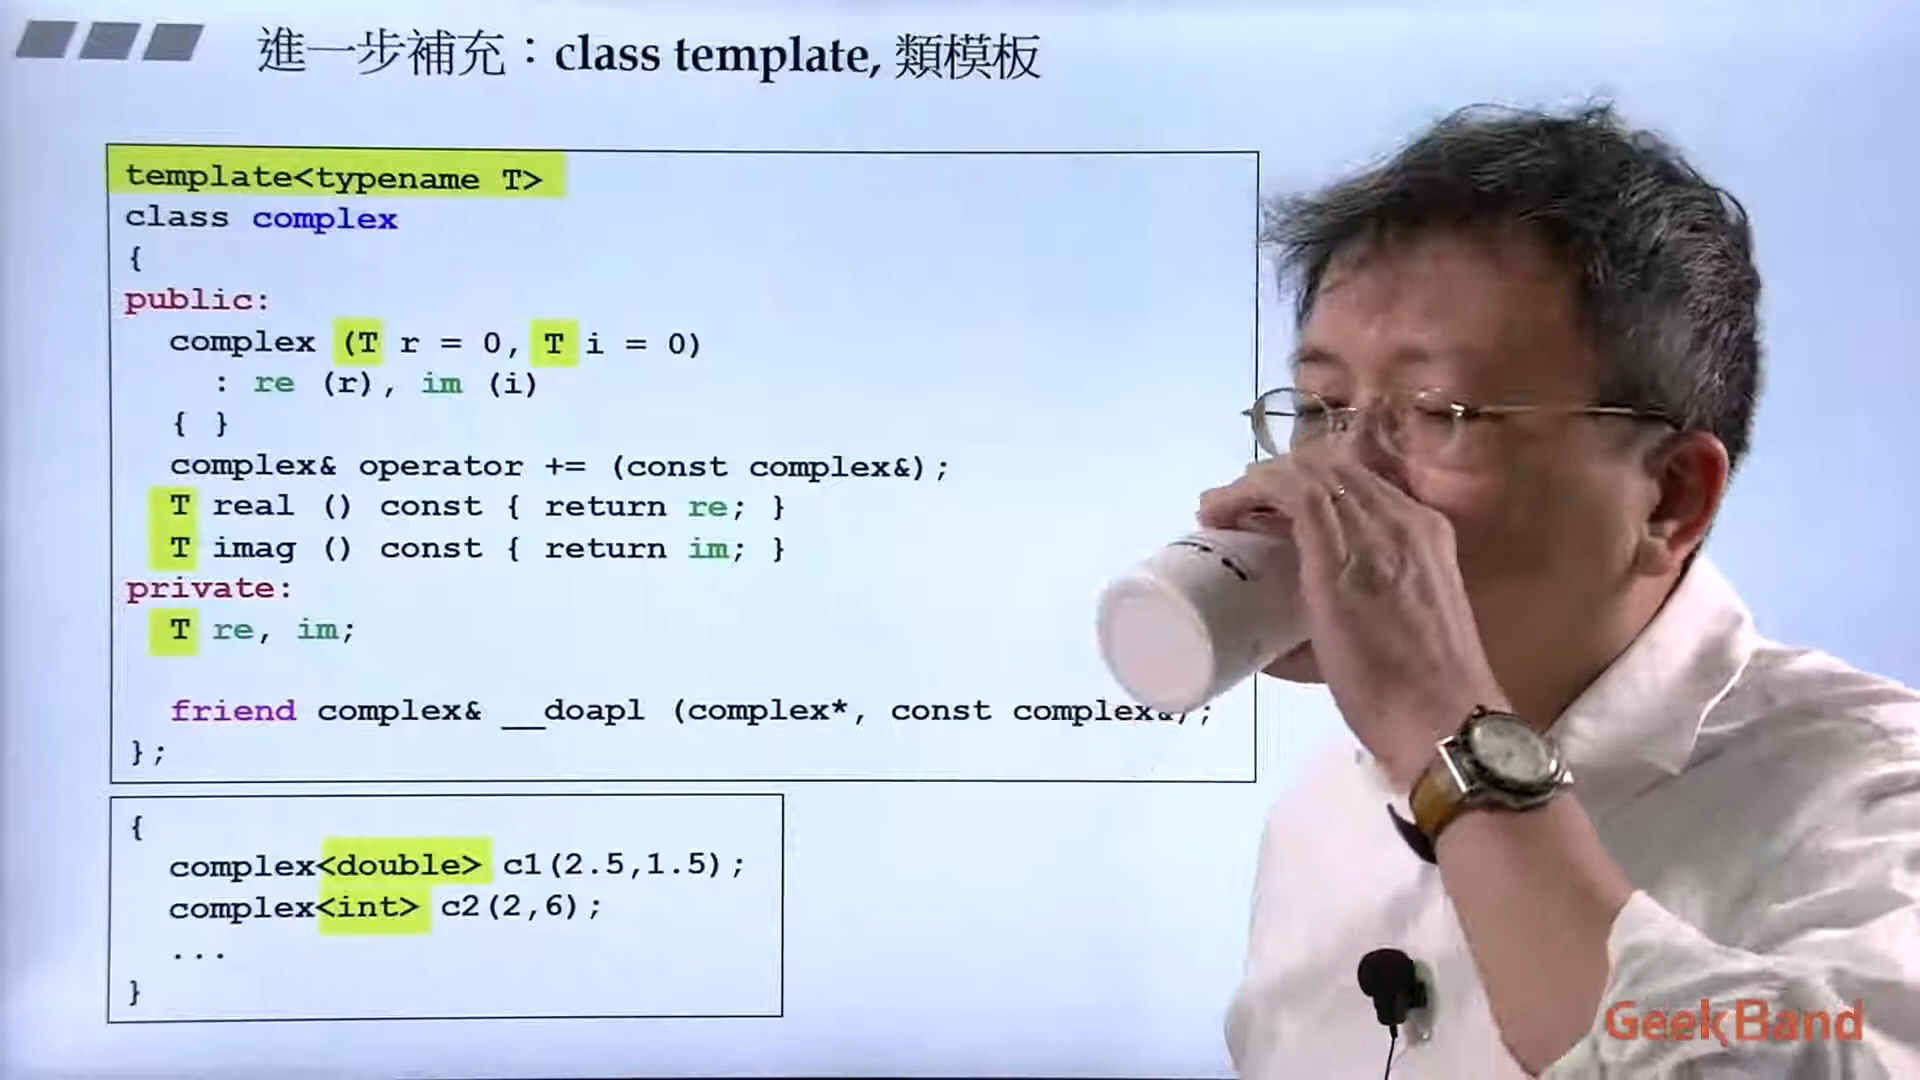 進一步補充：class template, 類模板
template<typename T>
class complex
{
public:
complex (T r = 0, T i = 0)
: re (r), im (i)
{ }
complex& operator += (const complex&);
T real () const { return re; }
T imag () const { return im; }
private:
T re, im;
friend complex& __doapl (complex*, const complex&);
};
{
complex<double> c1(2.5,1.5);
complex<int> c2(2,6);
...
}
GeekBand